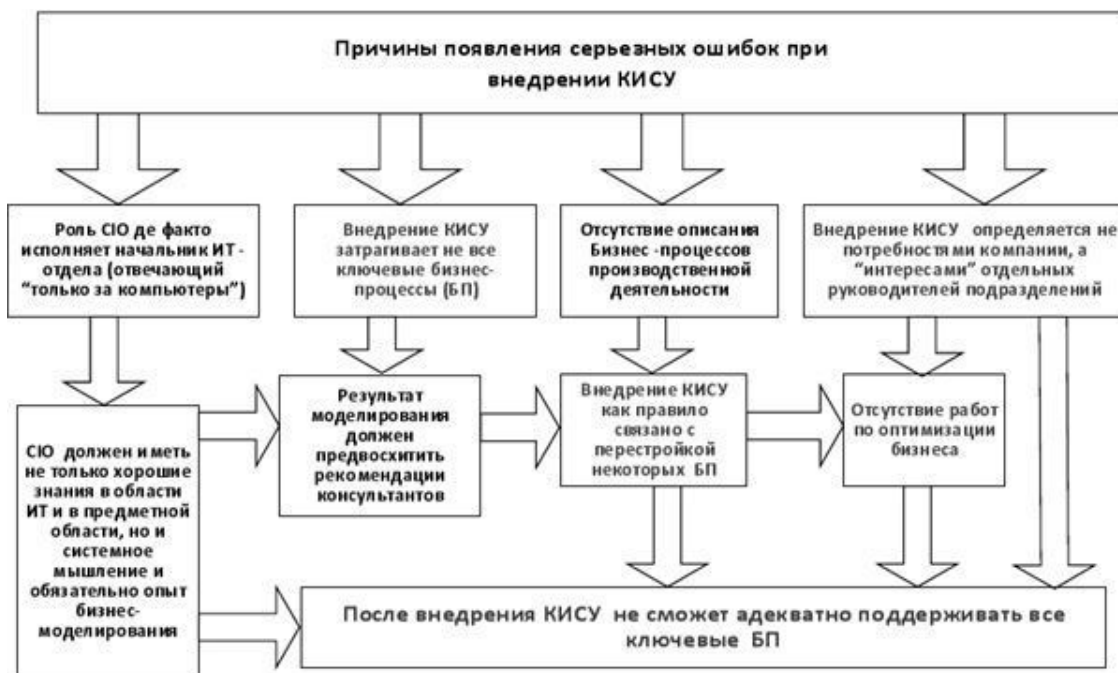 Причины появления серьезных ошибок при
внедрении КИСУ
Роль CIO де факто
исполняет начальник ИТ -
отдела (отвечающий
“только за компьютеры”)
Внедрение КИСУ
затрагивает не все
ключевые бизнес-
процессы (БП)
Отсутствие описания
Бизнес -процессов
производственной
деятельности
Внедрение КИСУ определяется не
потребностями компании, а
“интересами” отдельных
руководителей подразделений
CIO должен и меть
не только хорошие
знания в области
ИТ и в предметной
области, но и
системное
мышление и
обязательно опыт
бизнес-
моделирования
Результат
моделирования
должен
предвосхитить
рекомендации
консультантов
Внедрение КИСУ
как правило
связано с
перестройкой
некоторых БП
Отсутствие работ
по оптимизации
бизнеса
После внедрения КИСУ не сможет адекватно поддерживать все
ключевые БП